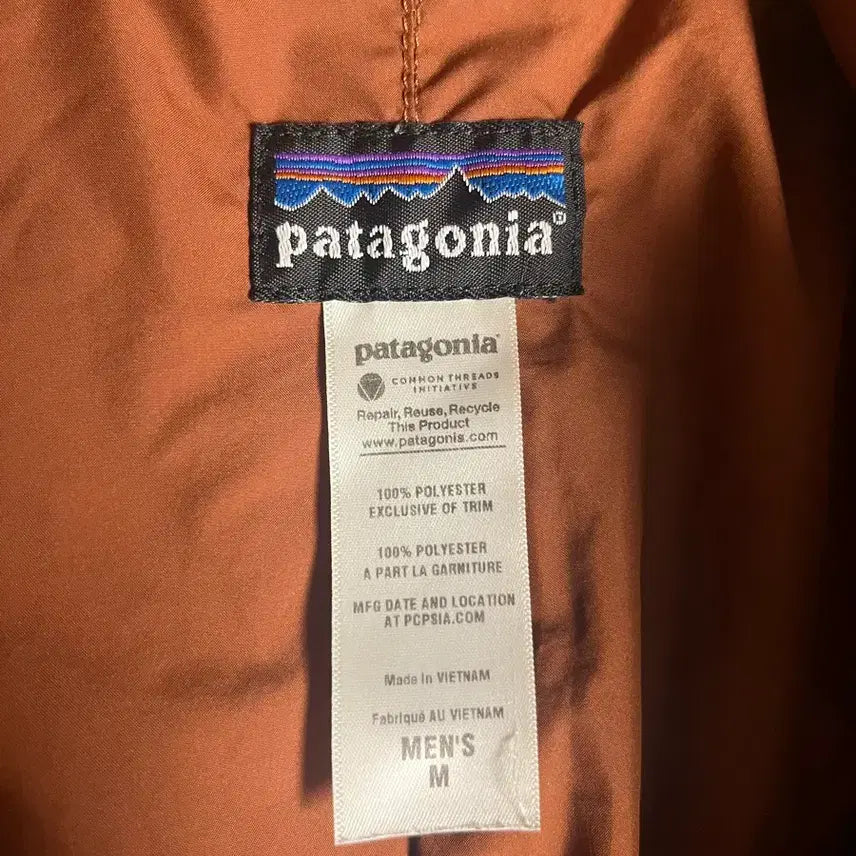 patagonia®
patagonia®
COMMON THREADS
INITIATIVE
Repair, Reuse, Recycle
This Product
www.patagonia.com
100% POLYESTER
EXCLUSIVE OF TRIM
100% POLYESTER
A PART LA GARNITURE
MFG DATE AND LOCATION
AT PCPSIA.COM
Made in VIETNAM
Fabriqué AU VIETNAM
MEN'S
M